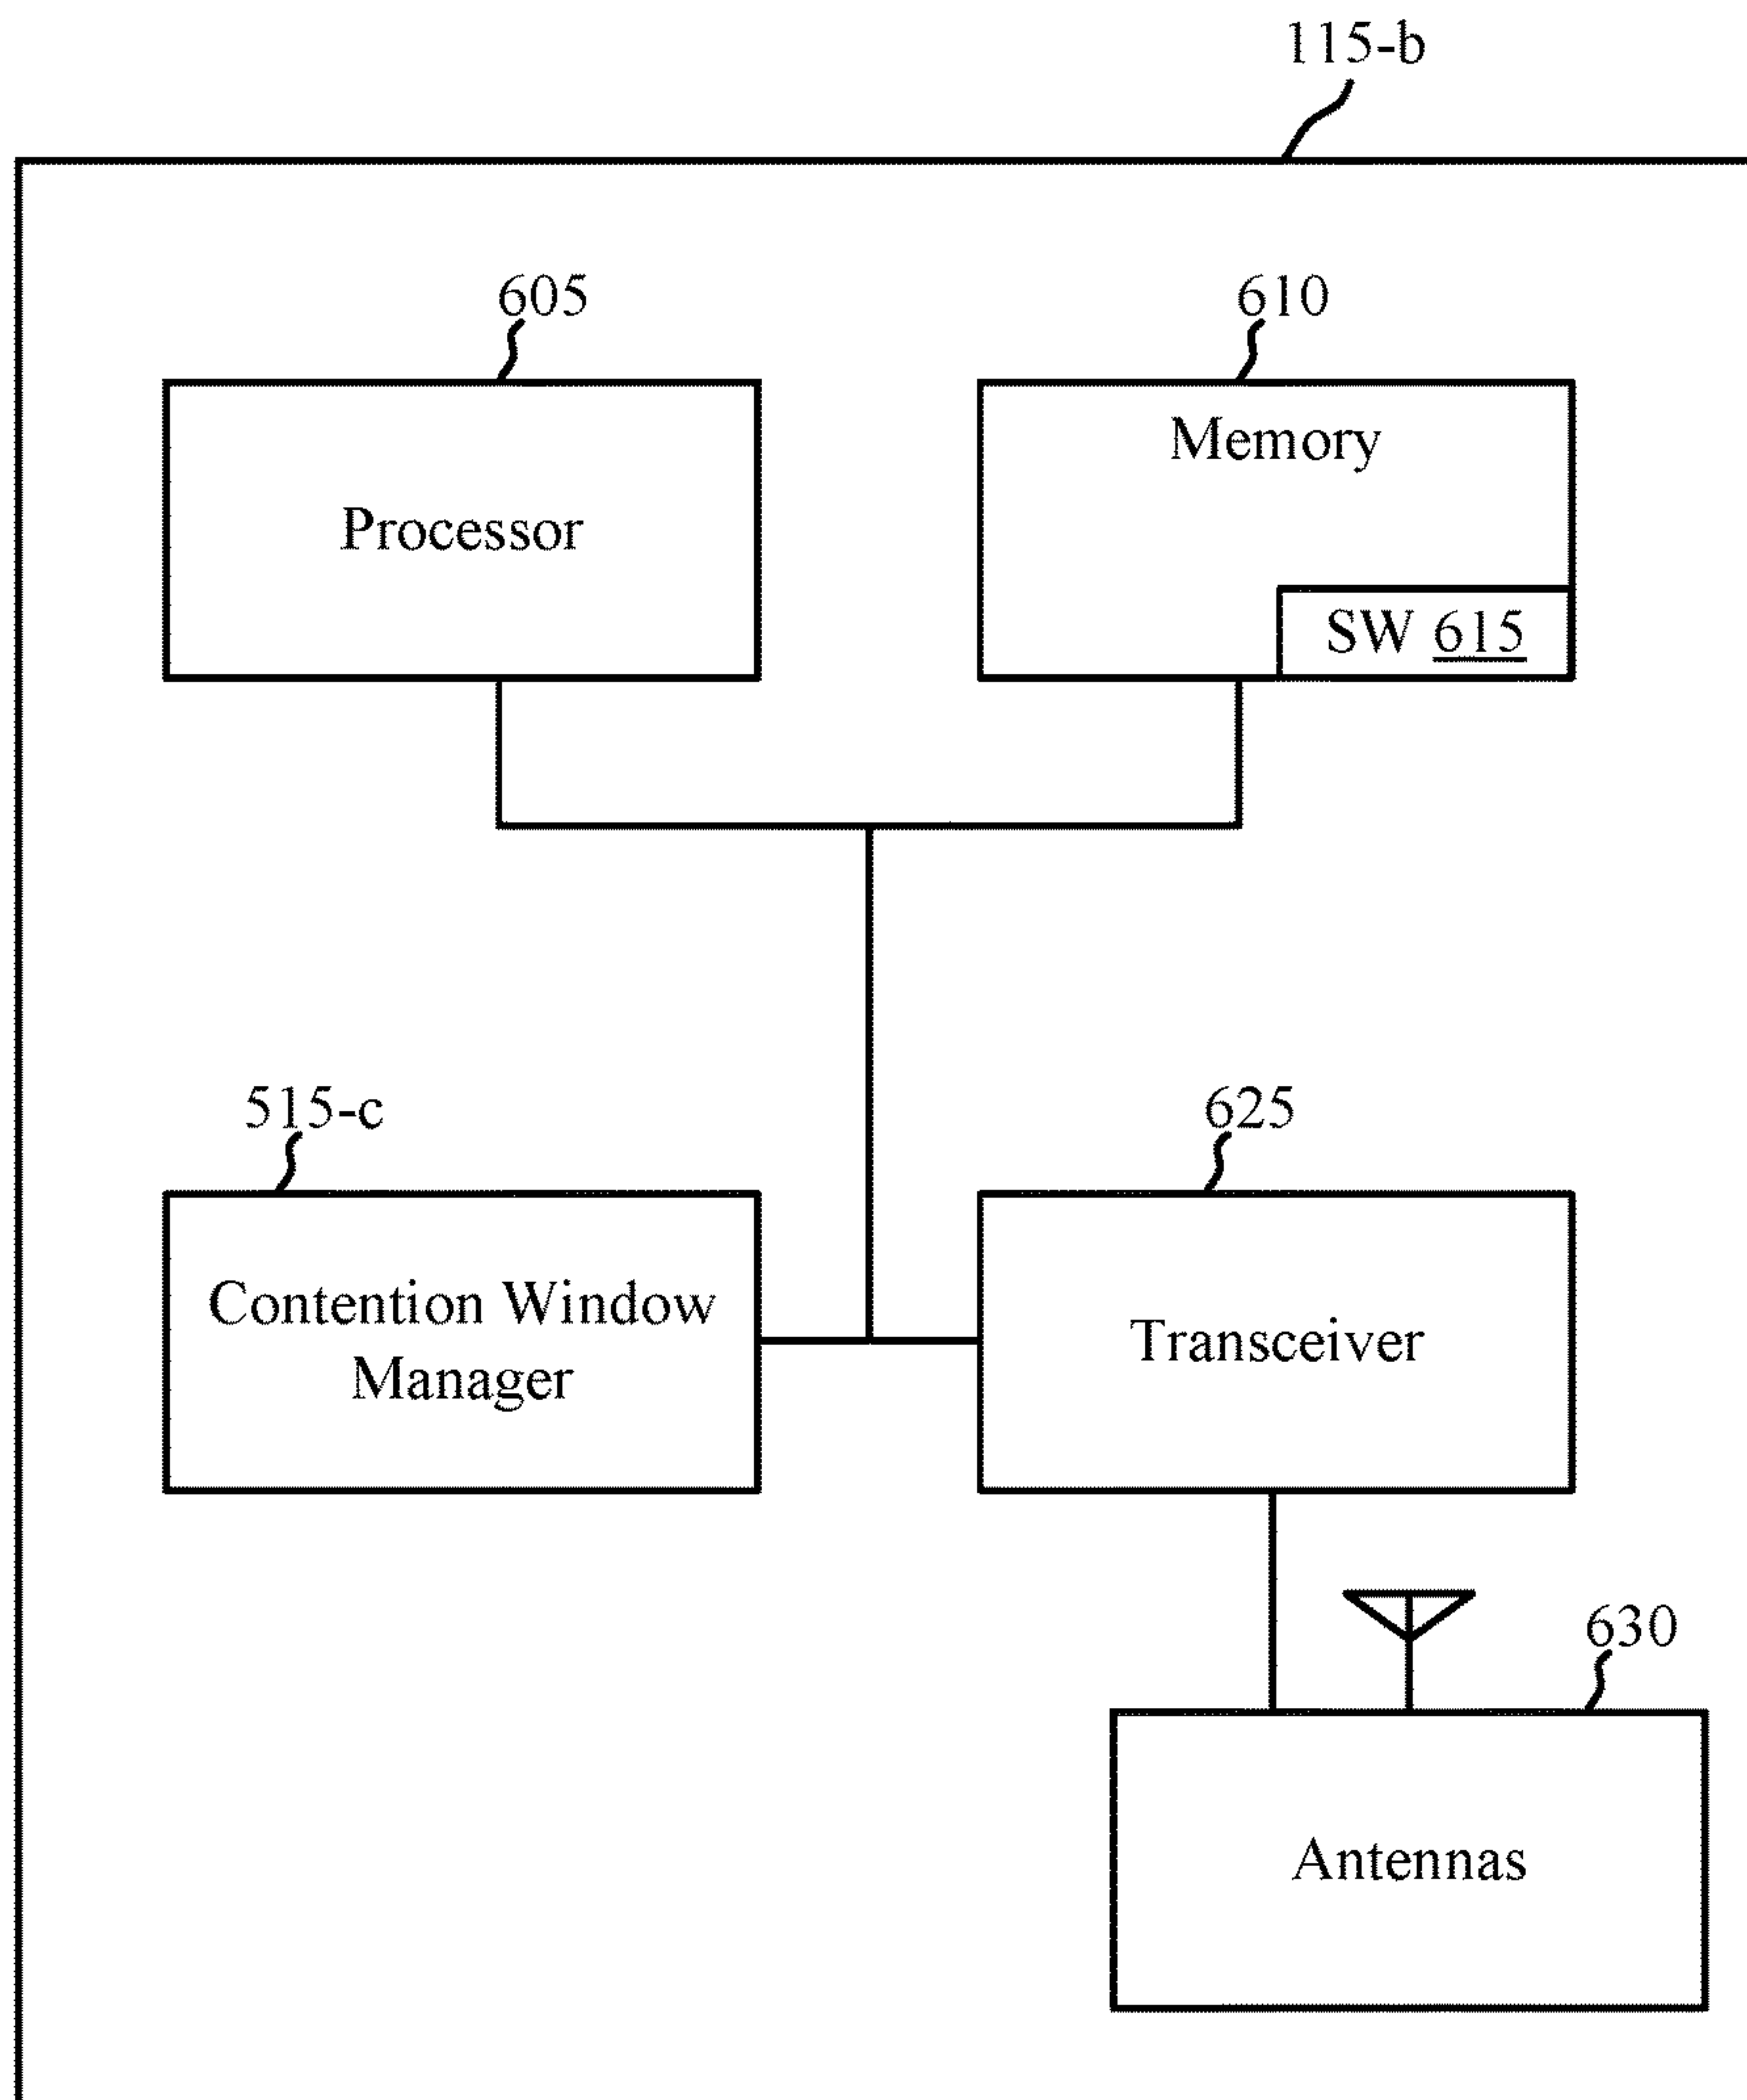 115-b
605
610
Processor
Memory
SW 615
515-c
625
Contention Window
Manager
Transceiver
630
Antennas